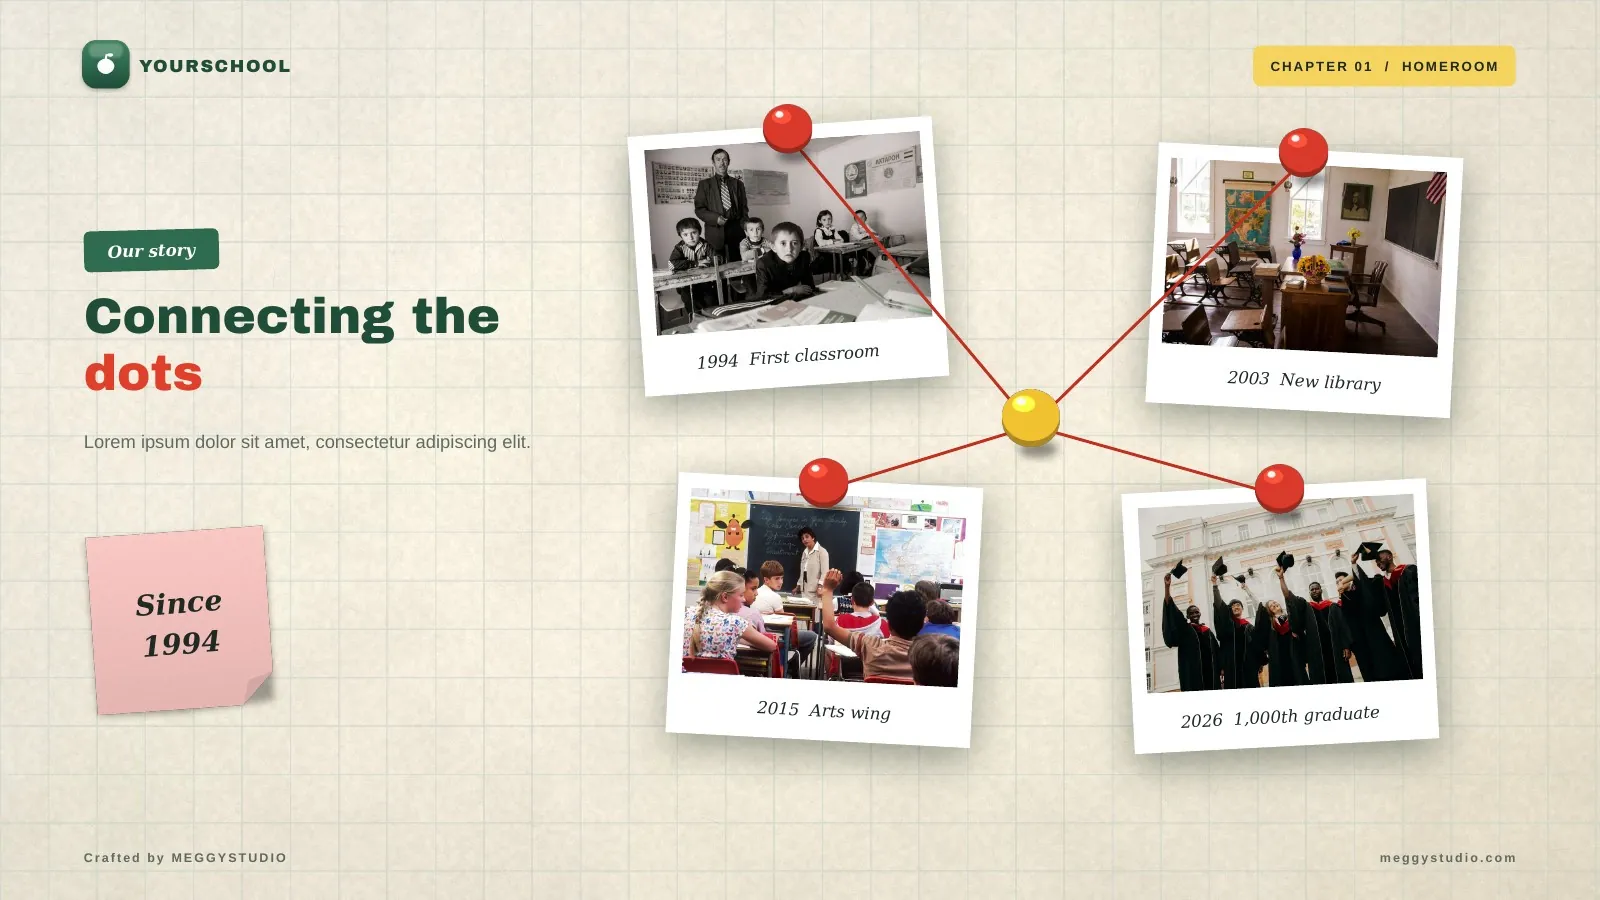 YOURSCHOOL
CHAPTER 01 / HOMEROOM
Our story
Connecting the
dots
Lorem ipsum dolor sit amet, consectetur adipiscing elit.
Since
1994
1994 First classroom
2003 New library
2015 Arts wing
2026 1,000th graduate
Crafted by MEGGYSTUDIO
meggystudio.com